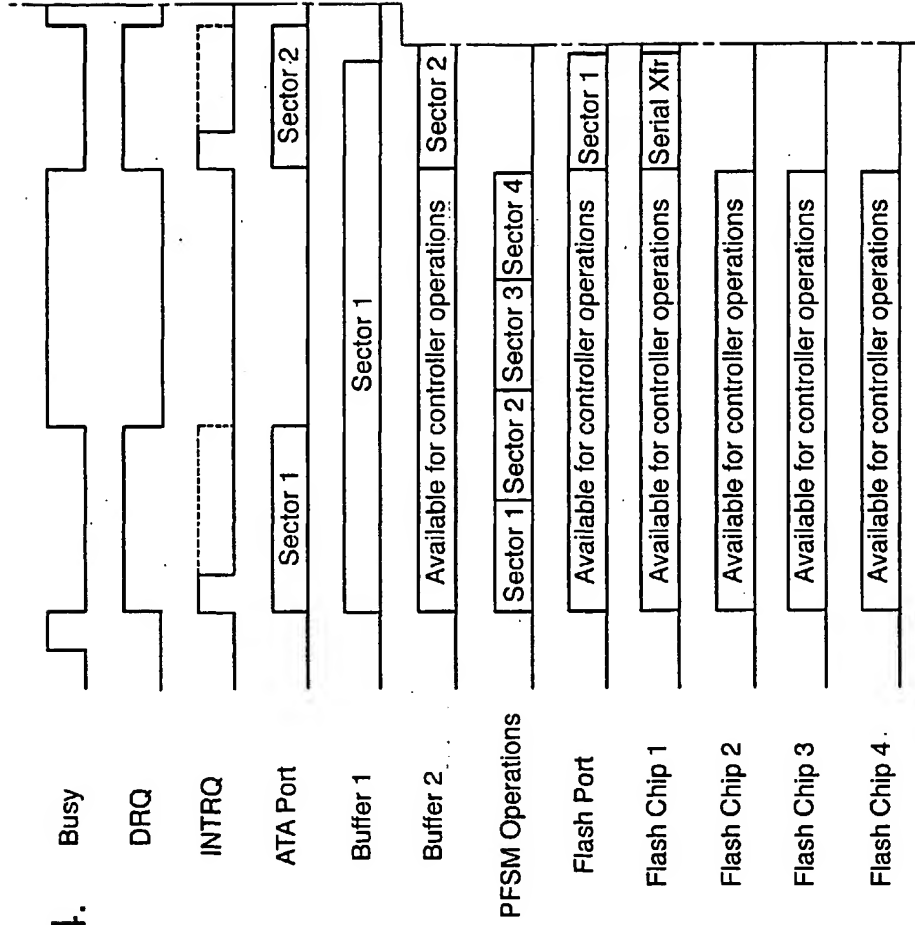 4.
Busy
DRQ
INTRQ
ATA Port Sector 1 Sector 2
Buffer 1 Sector 1
Buffer 2 Available for controller operations Sector 2
PFSM Operations Sector 1 Sector 2 Sector 3 Sector 4
Flash Port Available for controller operations Sector 1
Flash Chip 1 Available for controller operations Serial Xfr
Flash Chip 2 Available for controller operations
Flash Chip 3 Available for controller operations
Flash Chip 4 Available for controller operations